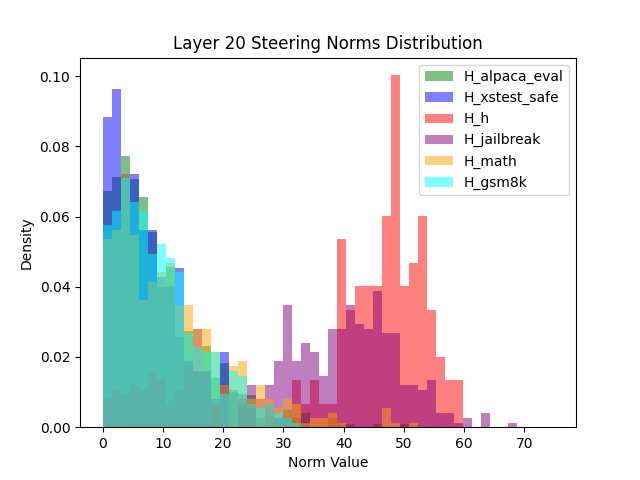 Layer 20 Steering Norms Distribution
H_alpaca_eval
H_xstest_safe
H_h
H_jailbreak
H_math
H_gsm8k
Density
0.10
0.08
0.06
0.04
0.02
0.00
0 10 20 30 40 50 60 70
Norm Value